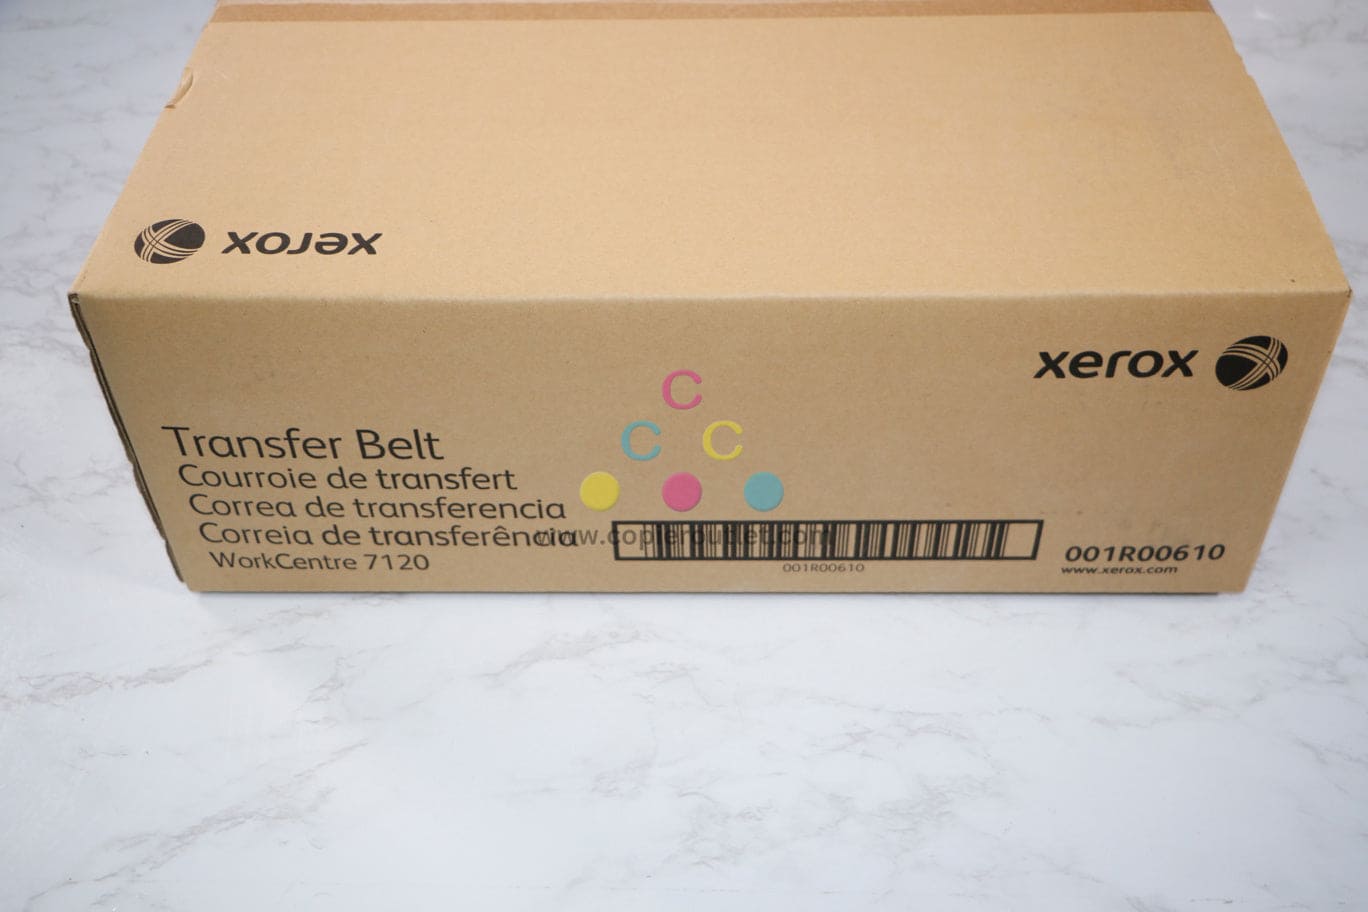 xerox
xerox
Transfer Belt
Courroie de transfert
Correa de transferencia
Correia de transferência
WorkCentre 7120
C
C C
www.copieroutlet.com
001R00610
001R00610
www.xerox.com